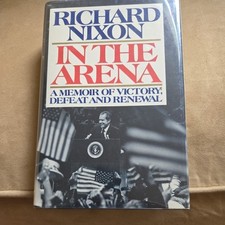 RICHARD
NIXON
IN THE
ARENA
A MEMOIR OF VICTORY,
DEFEAT AND RENEWAL